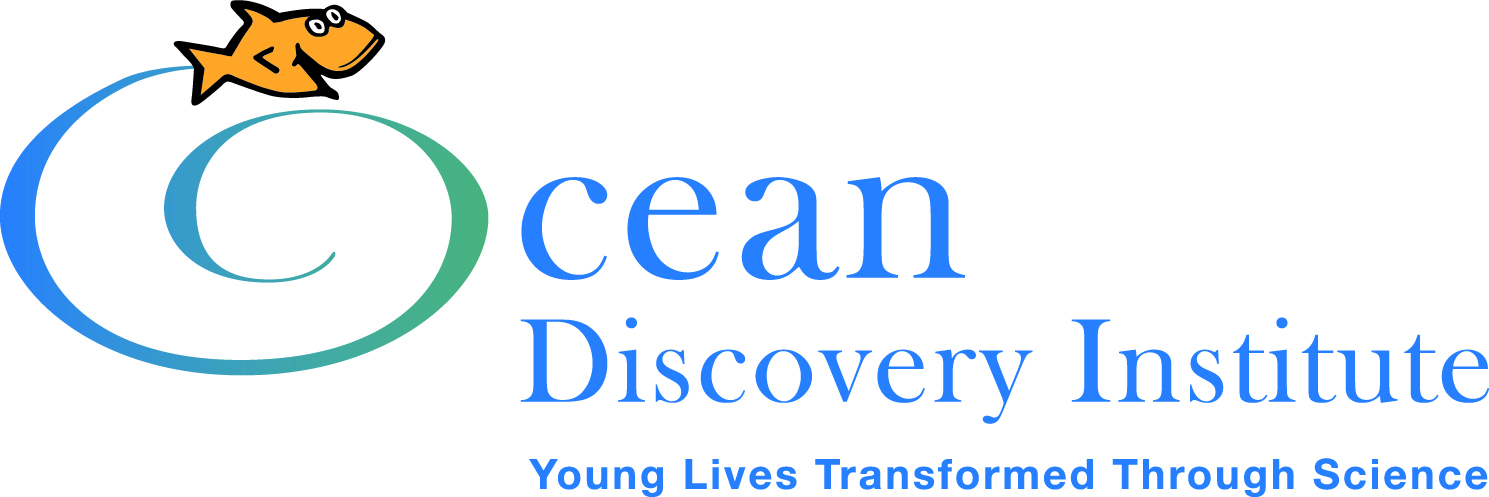 Ocean
Discovery Institute
Young Lives Transformed Through Science